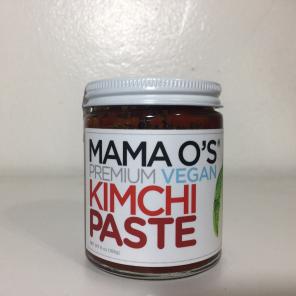 MAMA O'S®
PREMIUM VEGAN
KIMCHI
PASTE